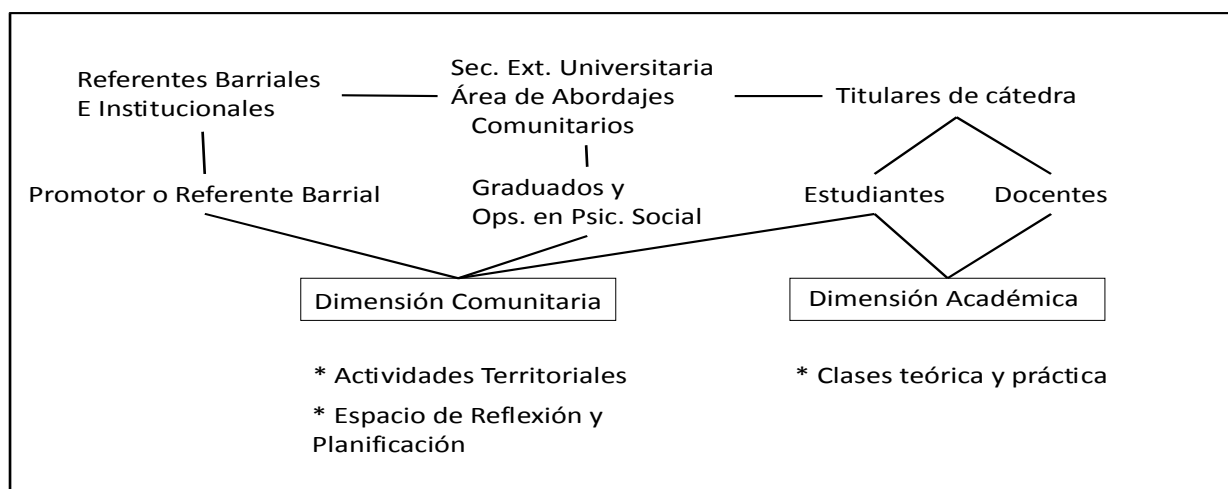 Referentes Barriales
E Institucionales
Sec. Ext. Universitaria
Área de Abordajes
Comunitarios
Titulares de cátedra
Promotor o Referente Barrial
Graduados y
Ops. en Psic. Social
Estudiantes
Docentes
Dimensión Comunitaria
Dimensión Académica
* Actividades Territoriales
* Espacio de Reflexión y
Planificación
* Clases teórica y práctica